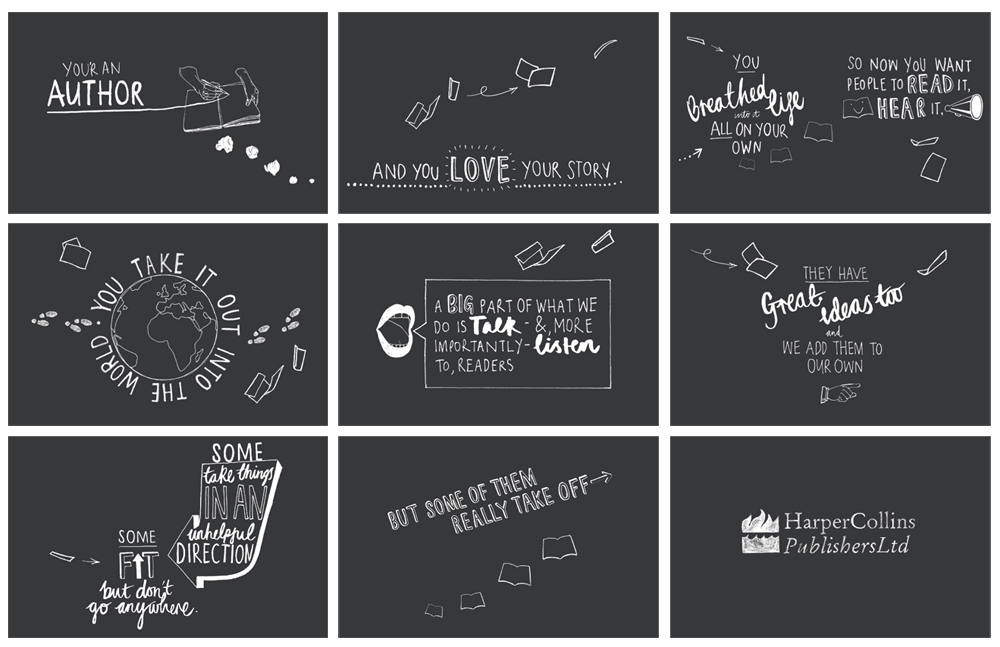 YOU'R AN
AUTHOR
AND YOU LOVE YOUR STORY
YOU
Breathed life
into it
ALL ON YOUR
OWN
SO NOW YOU WANT
PEOPLE TO READ IT,
HEAR IT,
YOU TAKE IT OUT INTO THE WORLD
A BIG PART OF WHAT WE
DO IS Talk - &, MORE
IMPORTANTLY - listen
TO, READERS
THEY HAVE
Great ideas too
and
WE ADD THEM TO
OUR OWN
SOME
take things
IN AN
unhelpful
DIRECTION
SOME
FIT
but don't
go anywhere.
BUT SOME OF THEM
REALLY TAKE OFF
HarperCollins
PublishersLtd